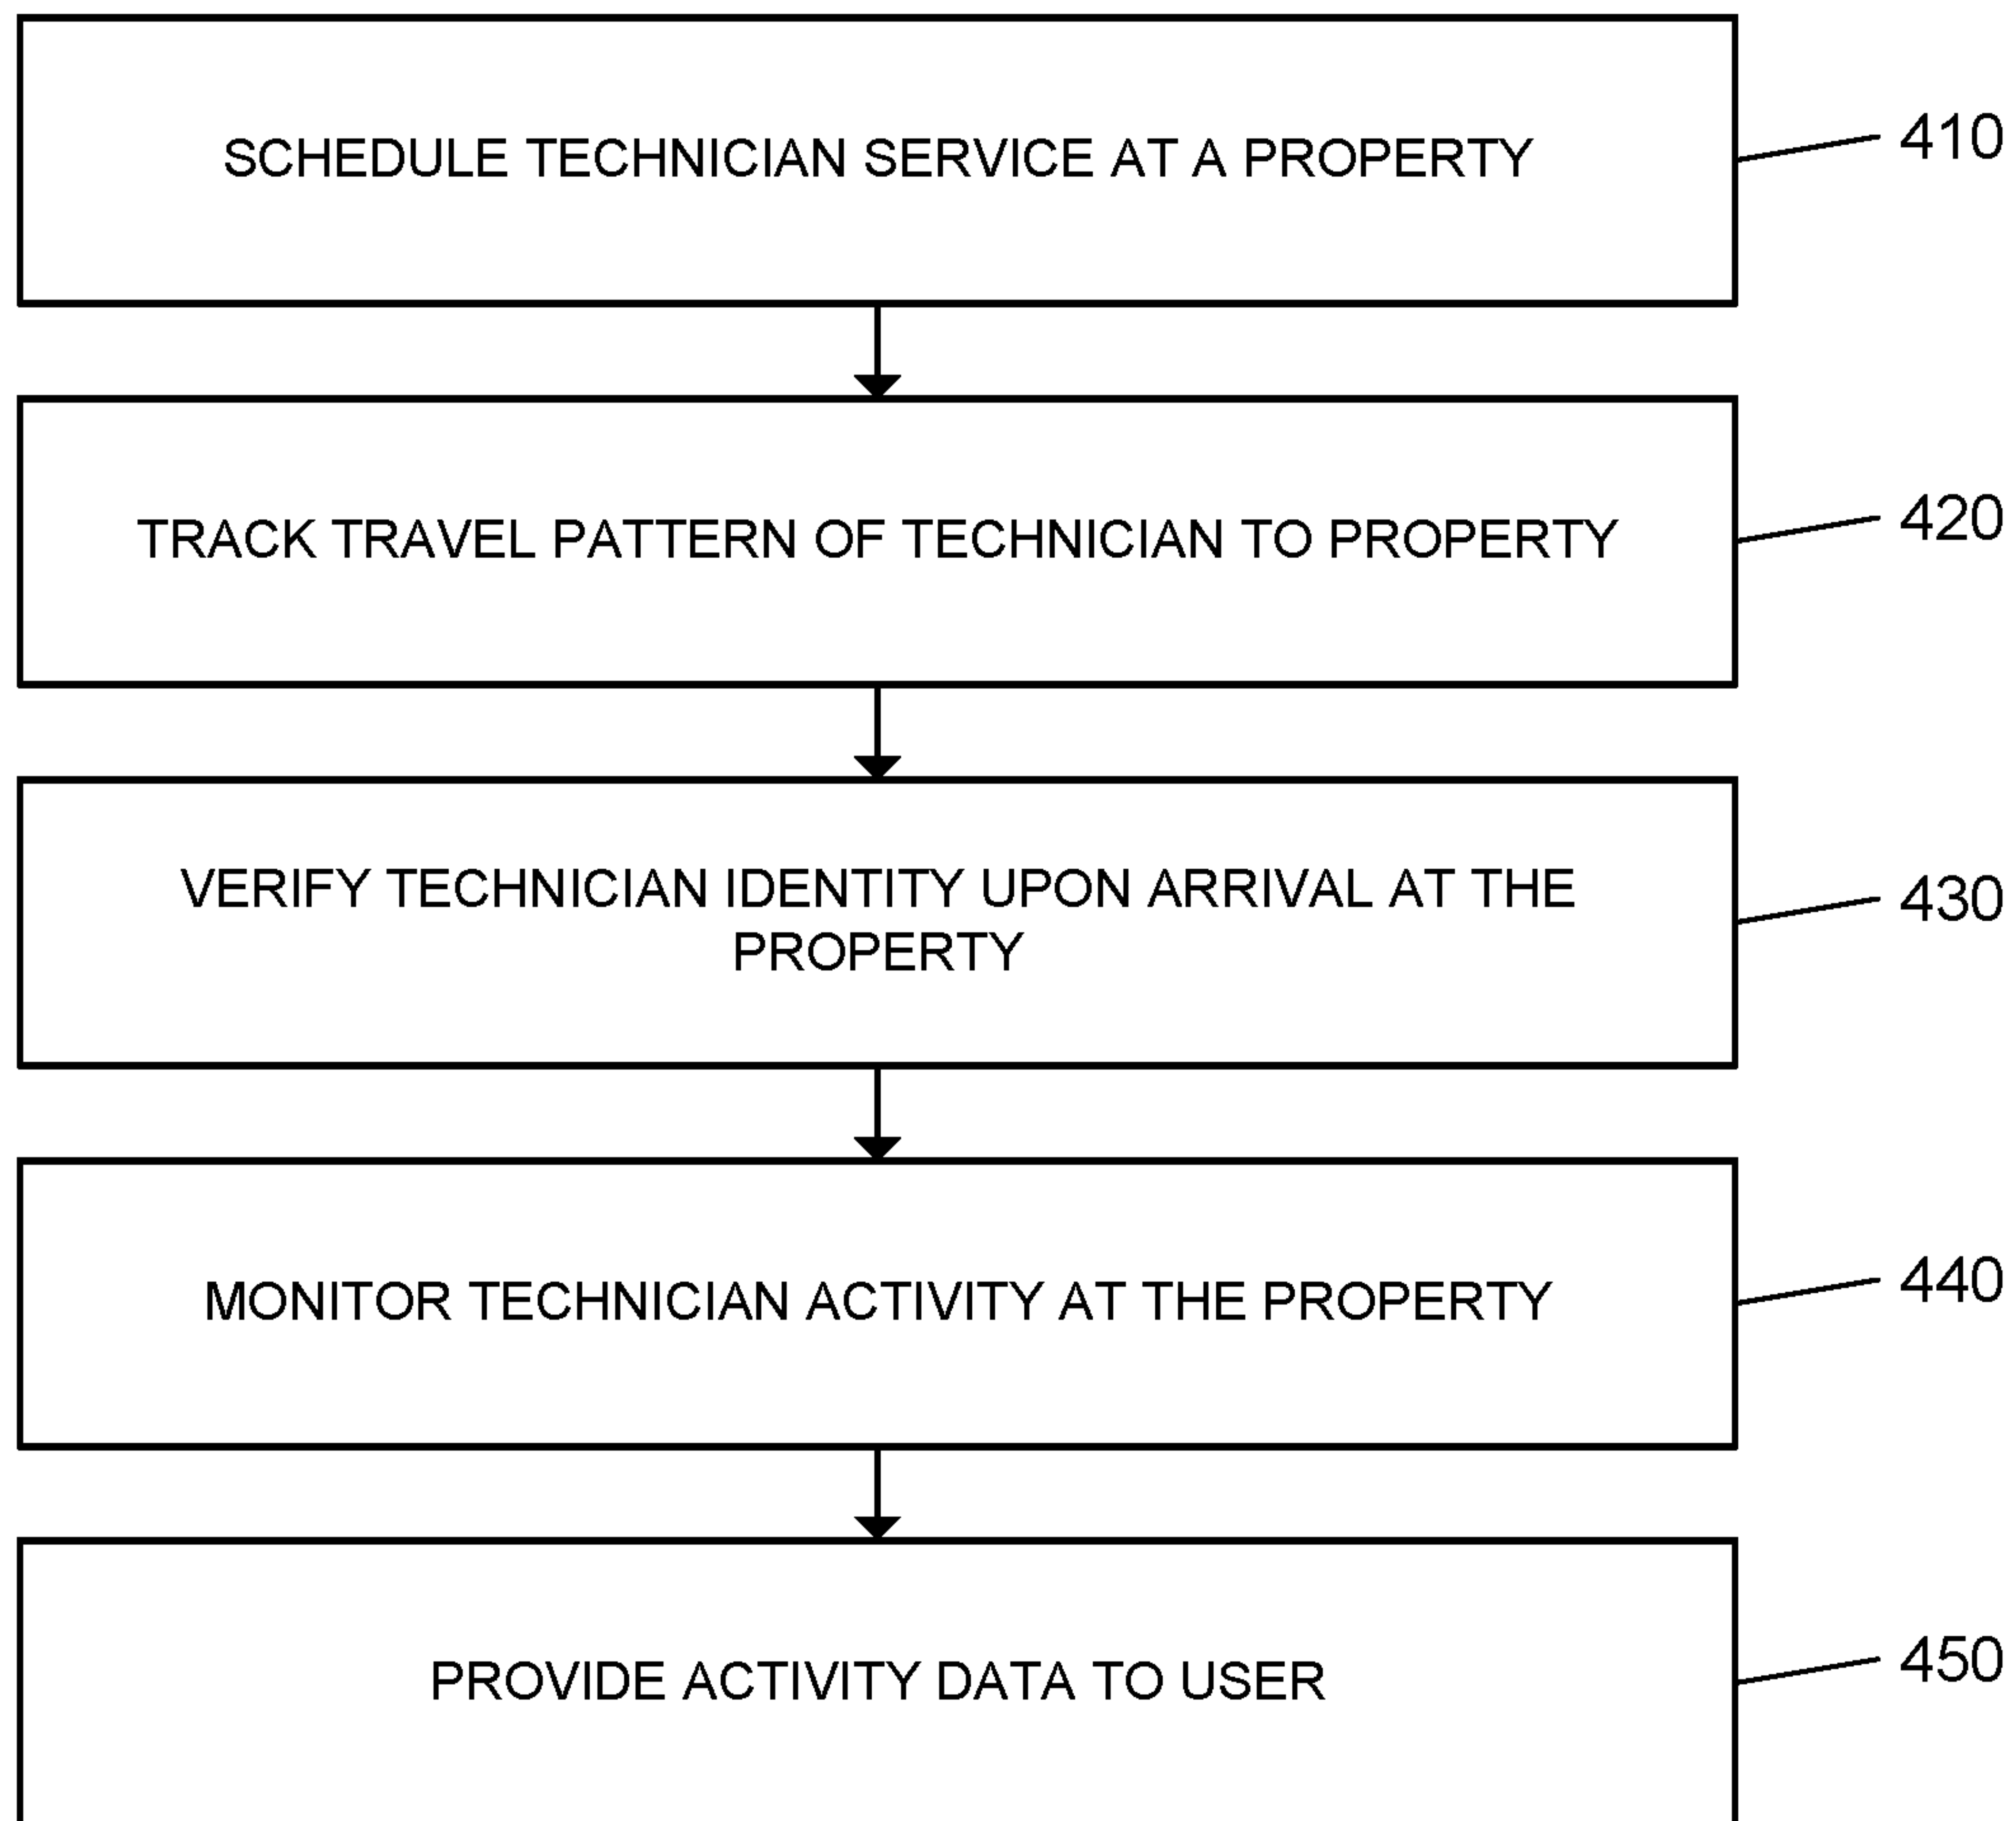 SCHEDULE TECHNICIAN SERVICE AT A PROPERTY
410
TRACK TRAVEL PATTERN OF TECHNICIAN TO PROPERTY
420
VERIFY TECHNICIAN IDENTITY UPON ARRIVAL AT THE
PROPERTY
430
MONITOR TECHNICIAN ACTIVITY AT THE PROPERTY
440
PROVIDE ACTIVITY DATA TO USER
450